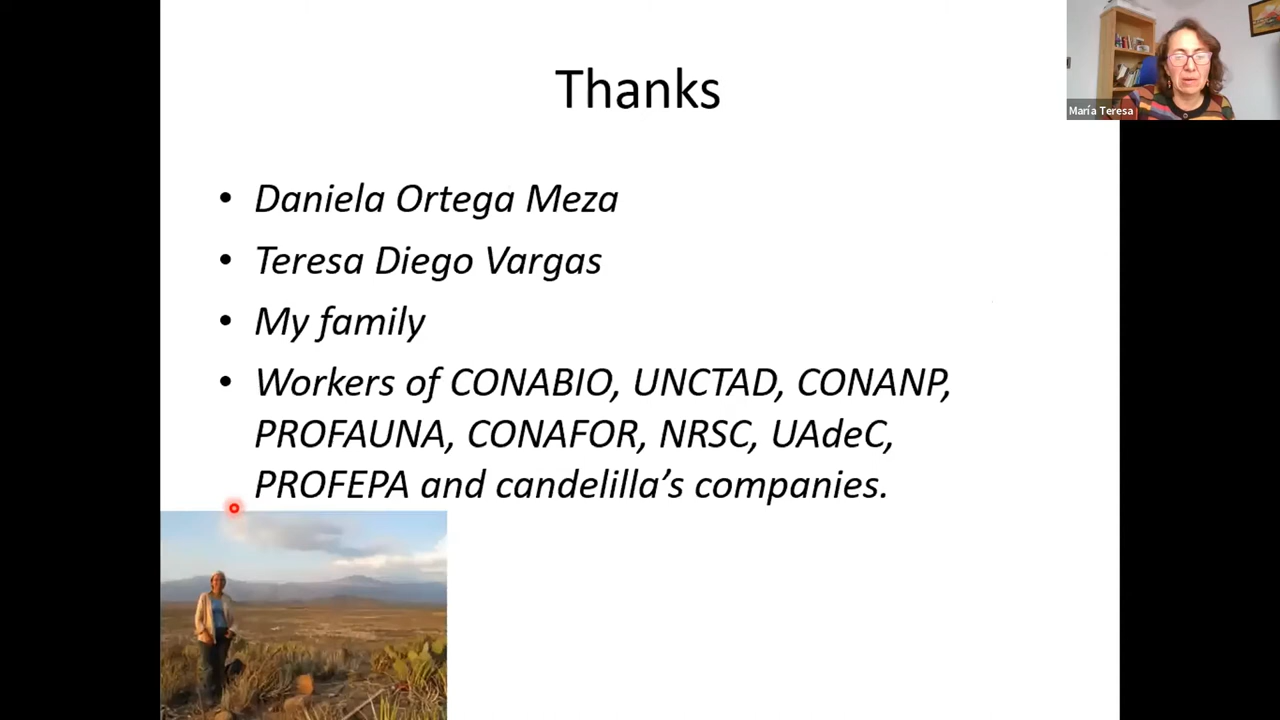 Thanks
María Teresa
• Daniela Ortega Meza
• Teresa Diego Vargas
• My family
• Workers of CONABIO, UNCTAD, CONANP,
PROFAUNA, CONAFOR, NRSC, UAdeC,
PROFEPA and candelilla’s companies.